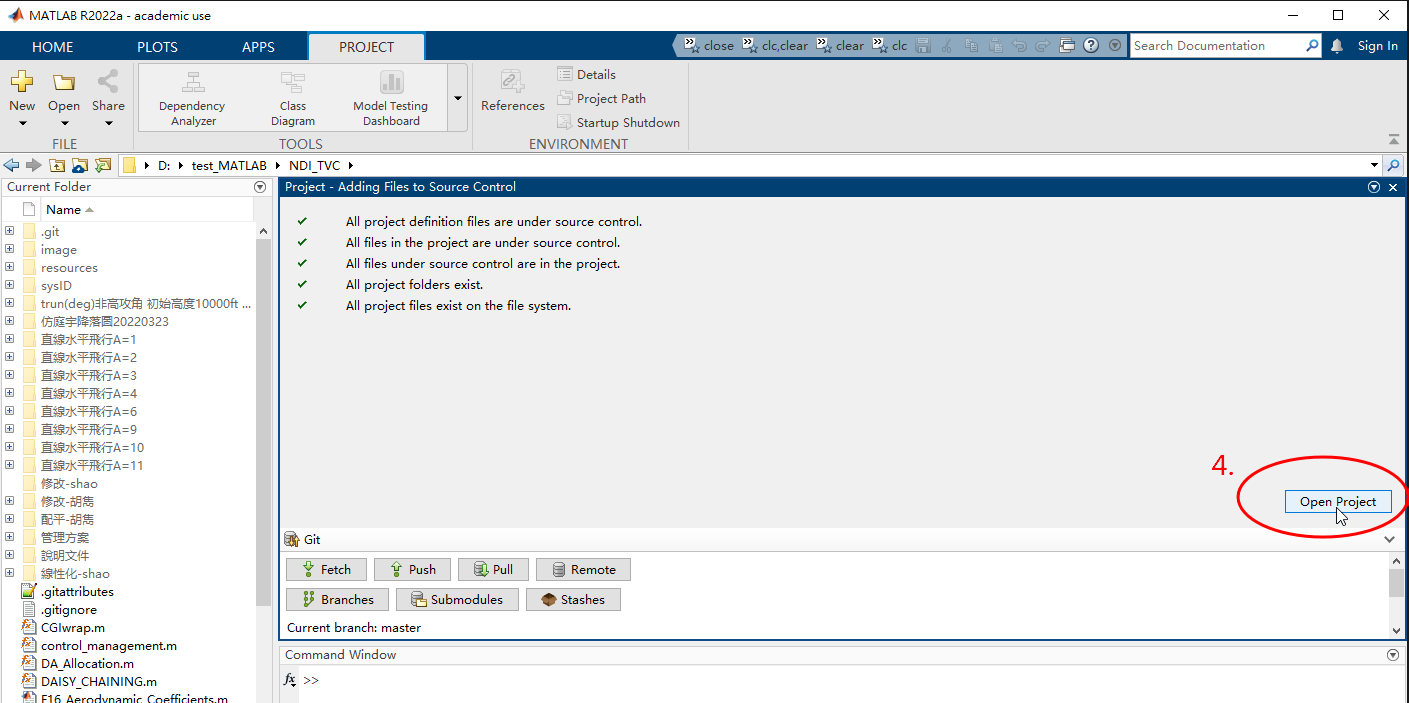 MATLAB R2022a - academic use
HOME PLOTS APPS PROJECT close clc,clear clear clc Search Documentation Sign In
New Open Share
Dependency Analyzer
Class Diagram
Model Testing Dashboard
References
Details
Project Path
Startup Shutdown
FILE TOOLS ENVIRONMENT
D: test_MATLAB NDI_TVC
Current Folder
Name
.git
image
resources
sysID
trun(deg)非高攻角 初始高度10000ft ...
仿庭宇降落圖20220323
直線水平飛行A=1
直線水平飛行A=2
直線水平飛行A=3
直線水平飛行A=4
直線水平飛行A=6
直線水平飛行A=9
直線水平飛行A=10
直線水平飛行A=11
修改-shao
修改-胡雋
配平-胡雋
管理方案
說明文件
線性化-shao
.gitattributes
.gitignore
CGIwrap.m
control_management.m
DA_Allocation.m
DAISY_CHAINING.m
F16_Aerodynamic_Coefficients.m
Project - Adding Files to Source Control
All project definition files are under source control.
All files in the project are under source control.
All files under source control are in the project.
All project folders exist.
All project files exist on the file system.
4.
Open Project
Git
Fetch Push Pull Remote
Branches Submodules Stashes
Current branch: master
Command Window
fx >>